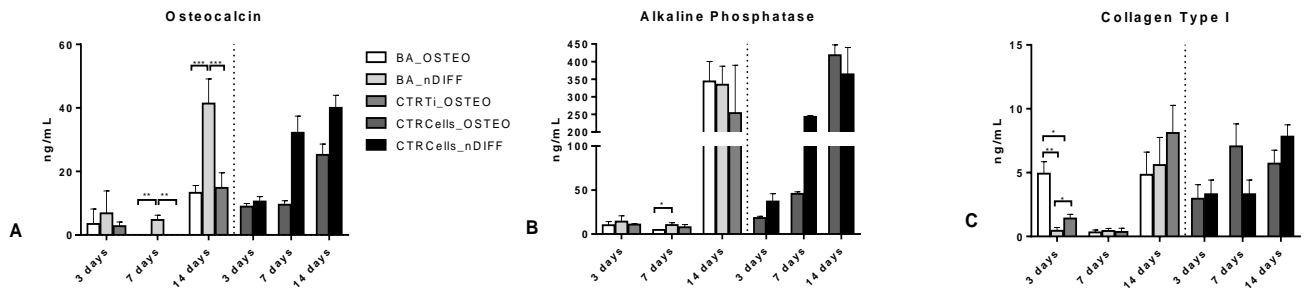 Osteocalcin
60
40
20
0
ng/mL
*** ***
** **
3 days
7 days
14 days
3 days
7 days
14 days
A
BA_OSTEO
BA_nDIFF
CTRTi_OSTEO
CTRCells_OSTEO
CTRCells_nDIFF
Alkaline Phosphatase
450
400
350
300
250
200
150
100
50
0
ng/mL
*
3 days
7 days
14 days
3 days
7 days
14 days
B
Collagen Type I
15
10
5
0
ng/mL
*
**
*
3 days
7 days
14 days
3 days
7 days
14 days
C